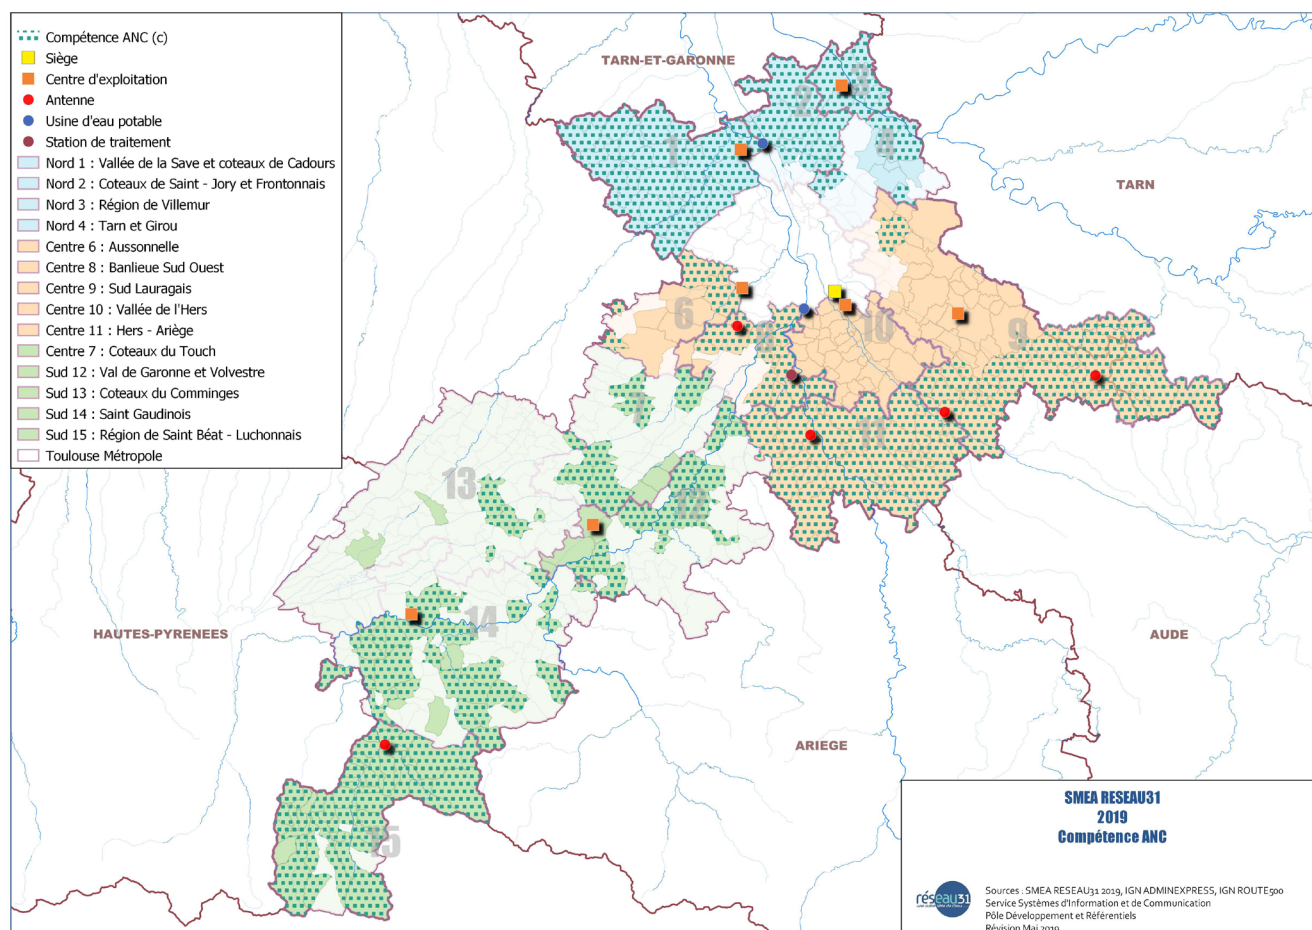 Compétence ANC (c)
Siège
Centre d'exploitation
Antenne
Usine d'eau potable
Station de traitement
Nord 1 : Vallée de la Save et coteaux de Cadours
Nord 2 : Coteaux de Saint - Jory et Frontonnais
Nord 3 : Région de Villemur
Nord 4 : Tarn et Girou
Centre 6 : Aussonnelle
Centre 8 : Banlieue Sud Ouest
Centre 9 : Sud Lauragais
Centre 10 : Vallée de l'Hers
Centre 11 : Hers - Ariège
Centre 7 : Coteaux du Touch
Sud 12 : Val de Garonne et Volvestre
Sud 13 : Coteaux du Comminges
Sud 14 : Saint Gaudinois
Sud 15 : Région de Saint Béat - Luchonnais
Toulouse Métropole
TARN-ET-GARONNE
3
2
1
4
TARN
6
8
10
9
7
11
13
12
14
HAUTES-PYRENEES
AUDE
ARIEGE
15
SMEA RESEAU31
2019
Compétence ANC
réseau31
Sources : SMEA RESEAU31 2019, IGN ADMINEXPRESS, IGN ROUTE500
Service Systèmes d'Information et de Communication
Pôle Développement et Référentiels
Révision Mai 2019